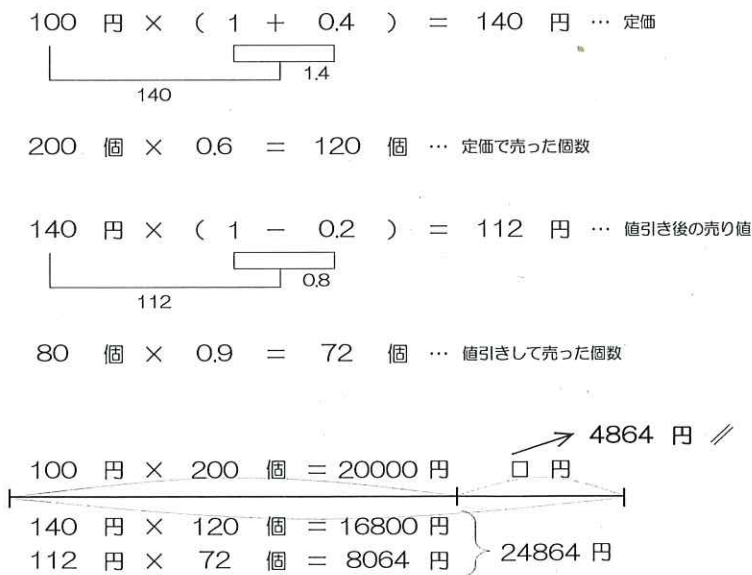 100 円 × ( 1 + 0.4 ) = 140 円 … 定価
1.4
140
200 個 × 0.6 = 120 個 … 定価で売った個数
140 円 × ( 1 - 0.2 ) = 112 円 … 値引き後の売り値
0.8
112
80 個 × 0.9 = 72 個 … 値引きして売った個数
4864 円 //
100 円 × 200 個 = 20000 円 □ 円
140 円 × 120 個 = 16800 円
112 円 × 72 個 = 8064 円
24864 円